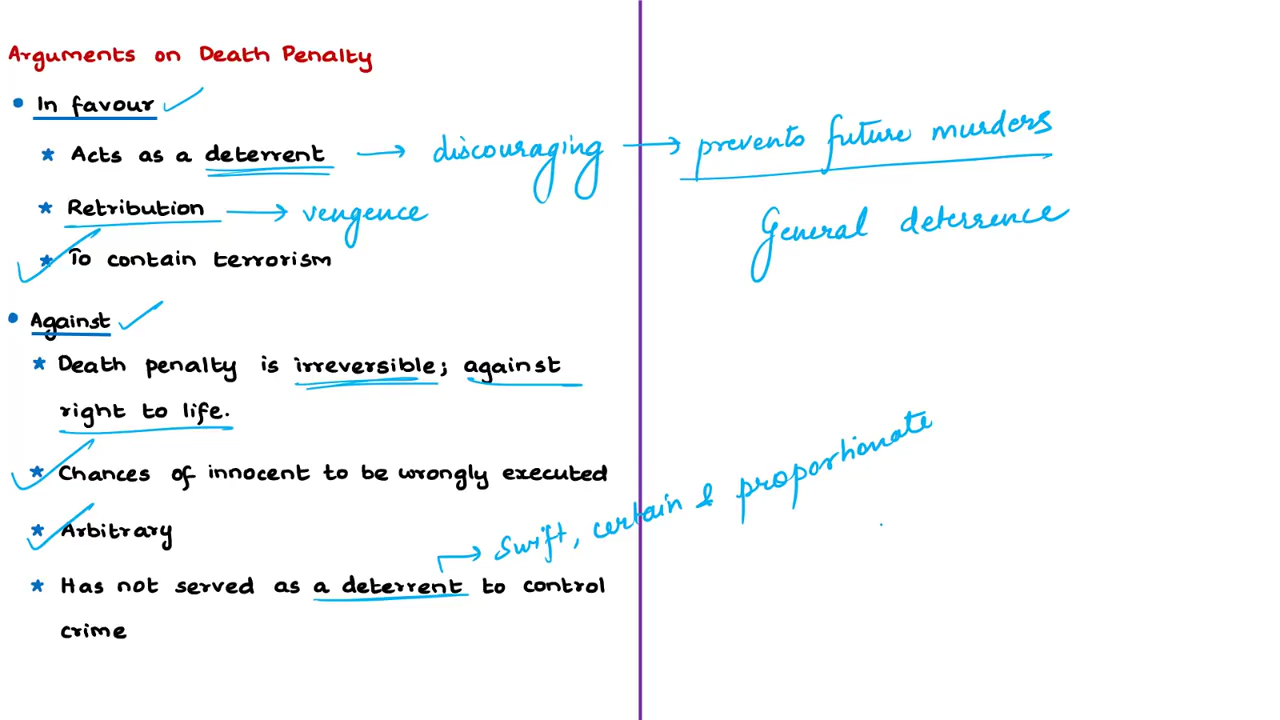 Arguments on Death Penalty
In favour
Acts as a deterrent → discouraging → prevents future murders
General deterrence
Retribution → vengence
To contain terrorism
Against
Death penalty is irreversible; against
right to life.
Chances of innocent to be wrongly executed
Arbitrary
Swift, certain & proportionate
Has not served as a deterrent to control
crime